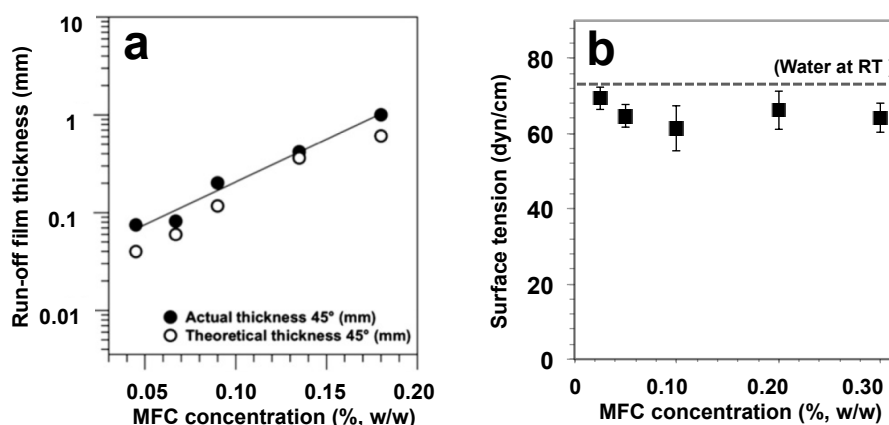 a
Run-off film thickness (mm)
10
1
0.1
0.01
Actual thickness 45° (mm)
Theoretical thickness 45° (mm)
0.05
0.10
0.15
0.20
MFC concentration (%, w/w)
b
Surface tension (dyn/cm)
80
60
40
20
0
(Water at RT )
0
0.10
0.20
0.30
MFC concentration (%, w/w)